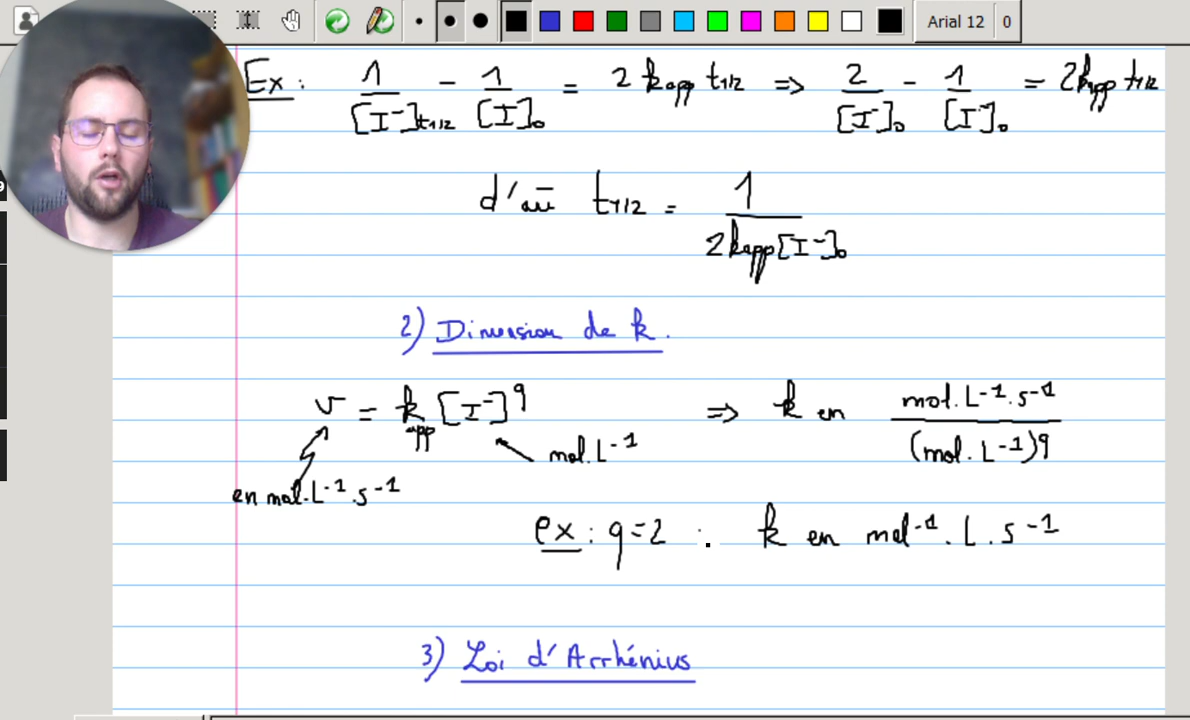 Arial 12 0
Ex : 1/[I⁻]t1/2 - 1/[I⁻]₀ = 2 kapp t1/2 ⇒ 2/[I⁻]₀ - 1/[I⁻]₀ = 2kapp t1/2
d'où t1/2 = 1/2kapp[I⁻]₀
2) Dimension de k.
v = kapp [I⁻]^q ⇒ k en mol.L⁻¹.s⁻¹/(mol.L⁻¹)^q
mol.L⁻¹
en mol.L⁻¹.s⁻¹
ex : q=2 : k en mol⁻¹.L.s⁻¹
3) Loi d'Arrhénius